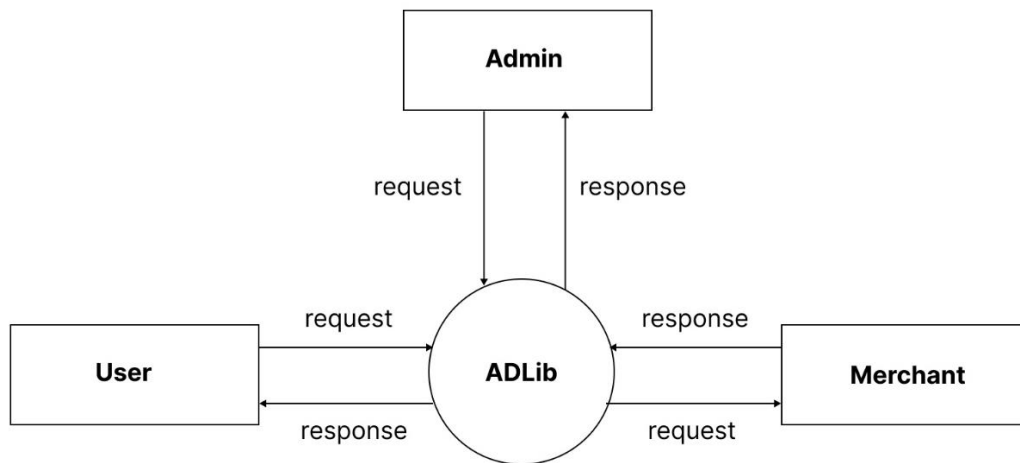 Admin
request
response
request
response
User
ADLib
Merchant
response
request